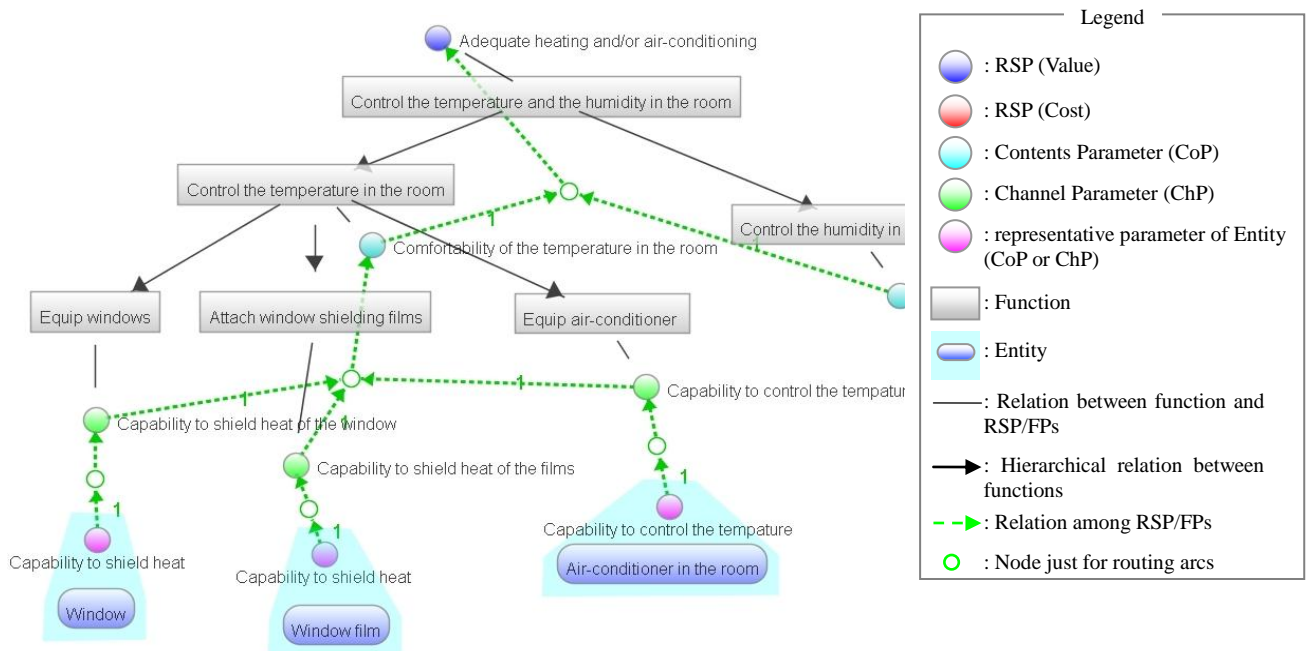 Adequate heating and/or air-conditioning
Control the temperature and the humidity in the room
Control the temperature in the room
1
Control the humidity in
1
Comfortability of the temperature in the room
Equip windows
Attach window shielding films
Equip air-conditioner
1
1
Capability to control the tempature
Capability to shield heat of the window
1
Capability to shield heat of the films
1
1
1
Capability to shield heat
Capability to shield heat
Capability to control the tempature
Window
Window film
Air-conditioner in the room
Legend
: RSP (Value)
: RSP (Cost)
: Contents Parameter (CoP)
: Channel Parameter (ChP)
: representative parameter of Entity
(CoP or ChP)
: Function
: Entity
: Relation between function and
RSP/FPs
: Hierarchical relation between
functions
: Relation among RSP/FPs
: Node just for routing arcs